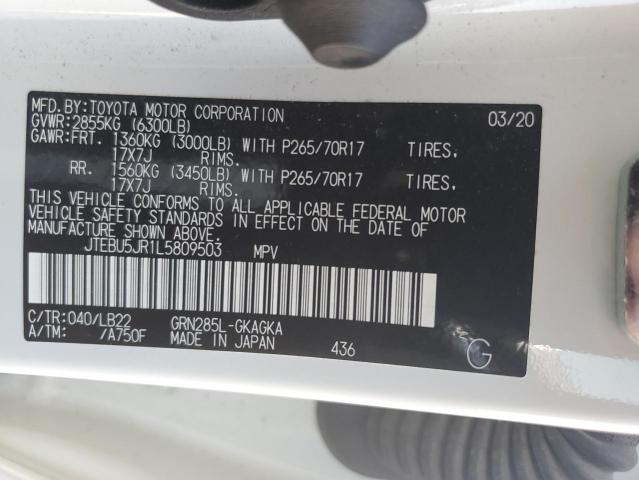 MFD.BY:TOYOTA MOTOR CORPORATION 03/20
GVWR:2855KG (6300LB)
GAWR:FRT. 1360KG (3000LB) WITH P265/70R17 TIRES,
17X7J RIMS.
RR. 1560KG (3450LB) WITH P265/70R17 TIRES,
17X7J RIMS.
THIS VEHICLE CONFORMS TO ALL APPLICABLE FEDERAL MOTOR
VEHICLE SAFETY STANDARDS IN EFFECT ON THE DATE OF
MANUFACTURE SHOWN ABOVE.
JTEBU5JR1L5809503 MPV
C/TR:040/LB22 GRN285L-GKAGKA
A/TM: /A750F MADE IN JAPAN 436 G